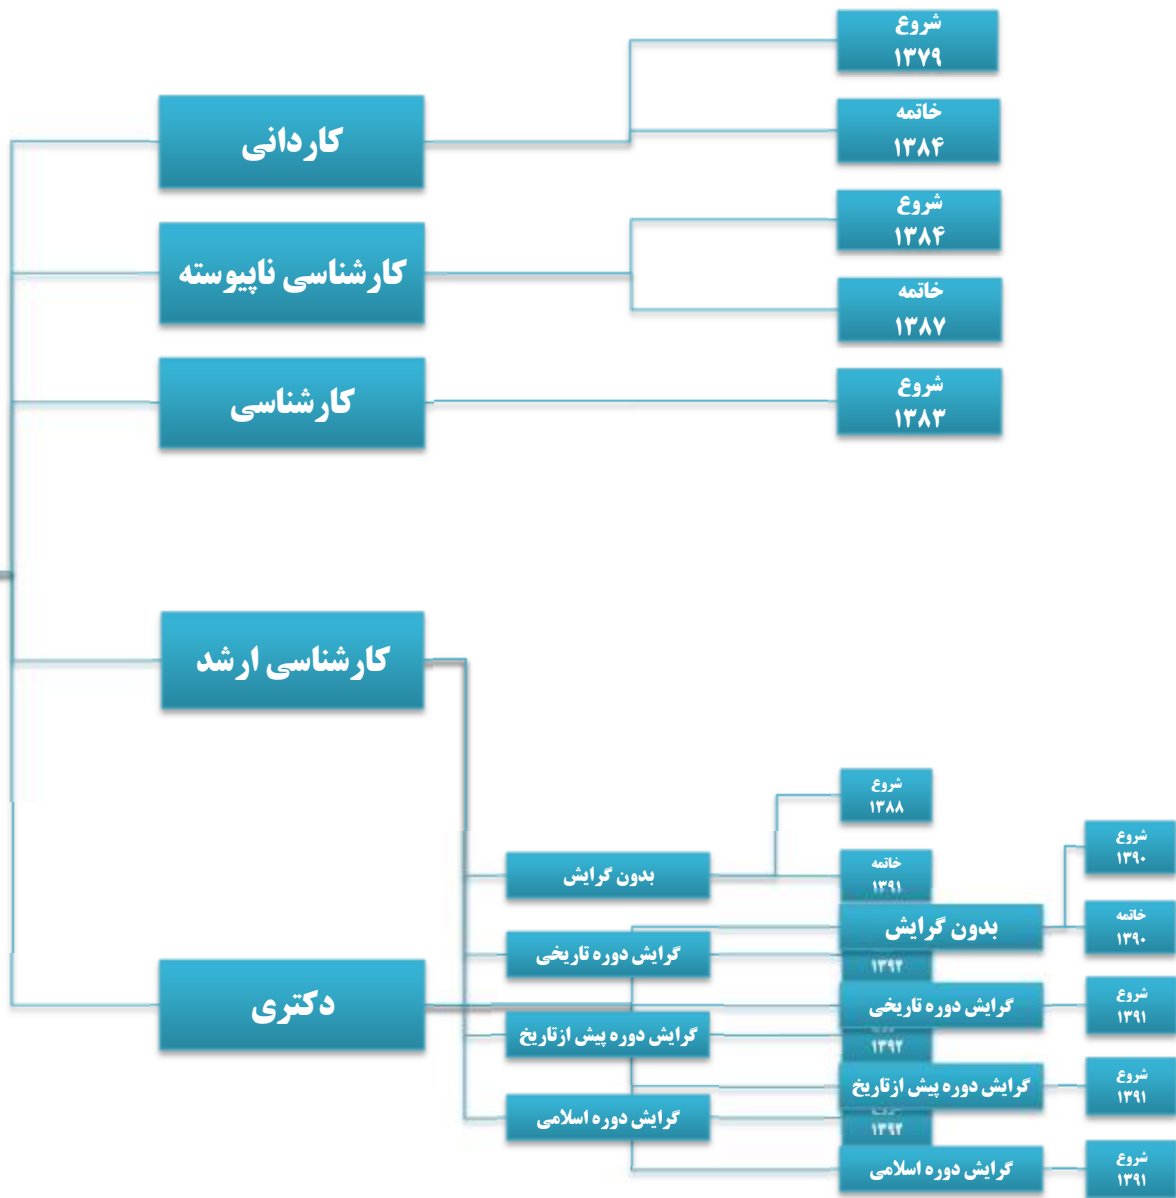 شروع
۱۳۷۹
کاردانی
خاتمه
۱۳۸۴
شروع
۱۳۸۴
کارشناسی ناپیوسته
خاتمه
۱۳۸۷
کارشناسی
شروع
۱۳۸۳
کارشناسی ارشد
شروع
۱۳۸۸
بدون گرایش
خاتمه
۱۳۹۱
گرایش دوره تاریخی
۱۳۹۲
گرایش دوره پیش ازتاریخ
۱۳۹۲
گرایش دوره اسلامی
۱۳۹۲
دکتری
بدون گرایش
شروع
۱۳۹۰
خاتمه
۱۳۹۰
گرایش دوره تاریخی
شروع
۱۳۹۱
گرایش دوره پیش ازتاریخ
شروع
۱۳۹۱
گرایش دوره اسلامی
شروع
۱۳۹۱